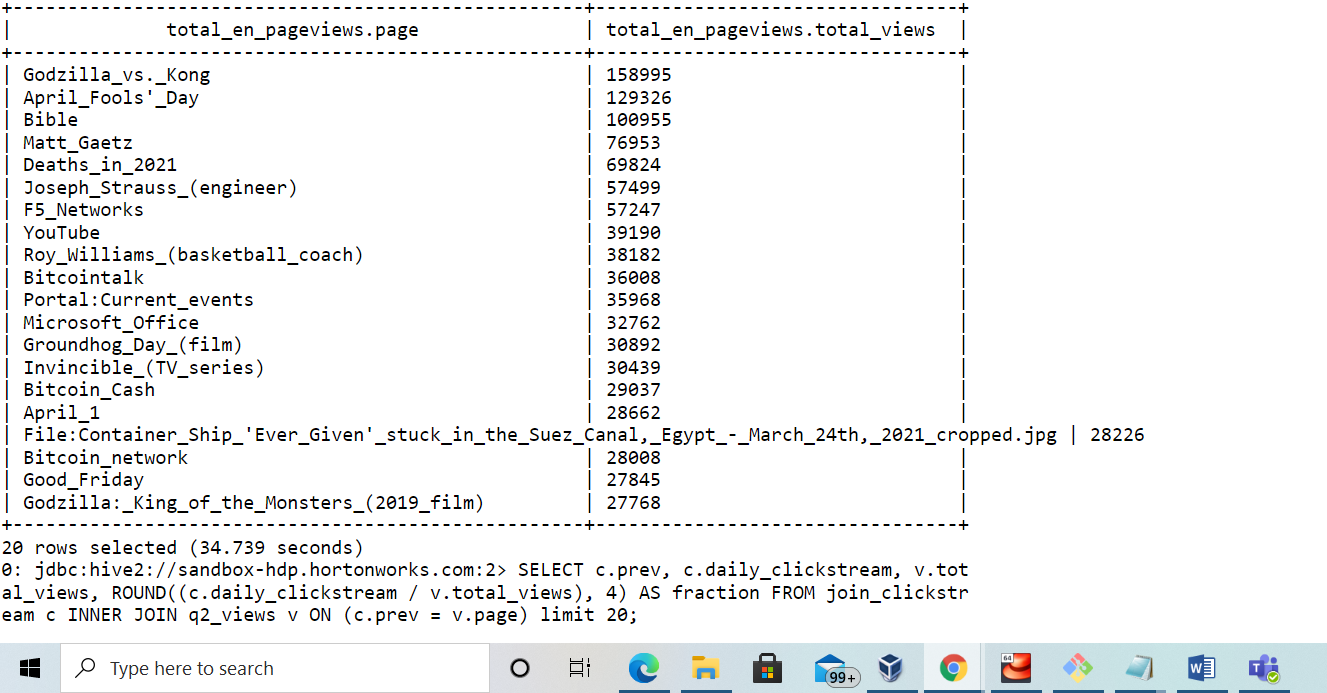 +----------------------------------------------------+---------------------------------+
| total_en_pageviews.page | total_en_pageviews.total_views |
+----------------------------------------------------+---------------------------------+
| Godzilla_vs._Kong | 158995 |
| April_Fools'_Day | 129326 |
| Bible | 100955 |
| Matt_Gaetz | 76953 |
| Deaths_in_2021 | 69824 |
| Joseph_Strauss_(engineer) | 57499 |
| F5_Networks | 57247 |
| YouTube | 39190 |
| Roy_Williams_(basketball_coach) | 38182 |
| Bitcointalk | 36008 |
| Portal:Current_events | 35968 |
| Microsoft_Office | 32762 |
| Groundhog_Day_(film) | 30892 |
| Invincible_(TV_series) | 30439 |
| Bitcoin_Cash | 29037 |
| April_1 | 28662 |
| File:Container_Ship_'Ever_Given'_stuck_in_the_Suez_Canal,_Egypt_-_March_24th,_2021_cropped.jpg | 28226
| Bitcoin_network | 28008 |
| Good_Friday | 27845 |
| Godzilla:_King_of_the_Monsters_(2019_film) | 27768 |
+----------------------------------------------------+---------------------------------+
20 rows selected (34.739 seconds)
0: jdbc:hive2://sandbox-hdp.hortonworks.com:2> SELECT c.prev, c.daily_clickstream, v.tot
al_views, ROUND((c.daily_clickstream / v.total_views), 4) AS fraction FROM join_clickstr
eam c INNER JOIN q2_views v ON (c.prev = v.page) limit 20;
Type here to search
99+
64
W
T